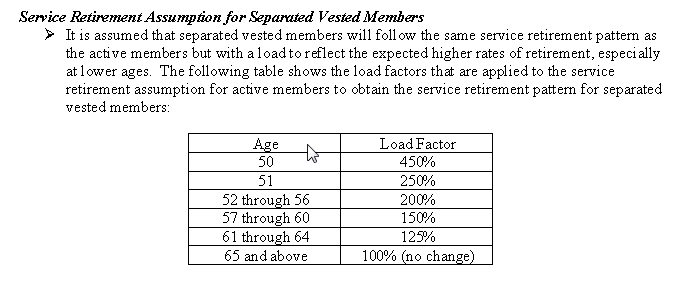 Service Retirement Assumption for Separated Vested Members
➢ It is assumed that separated vested members will follow the same service retirement pattern as
the active members but with a load to reflect the expected higher rates of retirement, especially
at lower ages. The following table shows the load factors that are applied to the service
retirement assumption for active members to obtain the service retirement pattern for separated
vested members:
Age Load Factor
50 450%
51 250%
52 through 56 200%
57 through 60 150%
61 through 64 125%
65 and above 100% (no change)